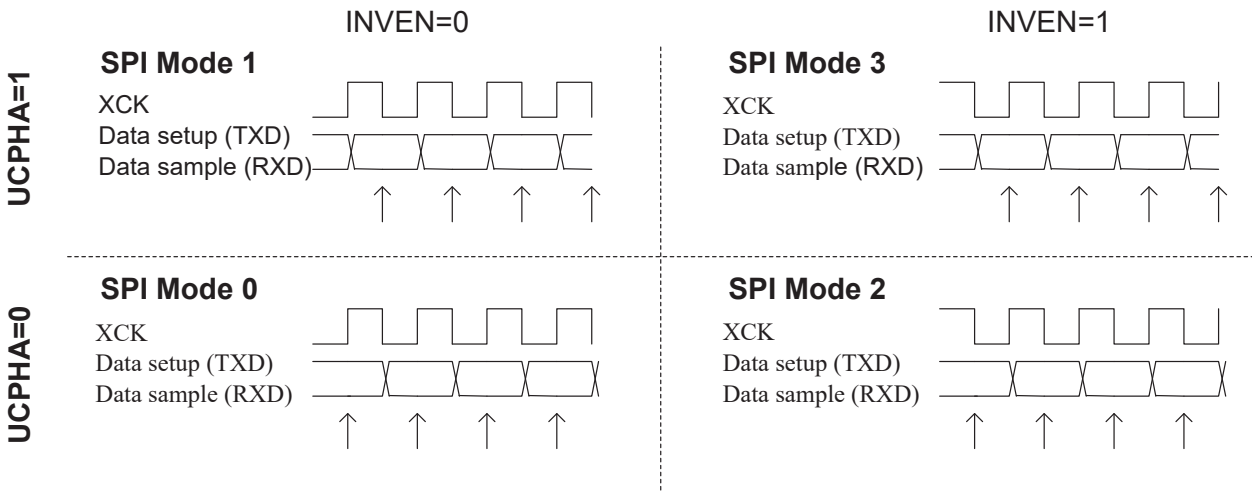 INVEN=0
INVEN=1
UCPHA=1
SPI Mode 1
XCK
Data setup (TXD)
Data sample (RXD)
SPI Mode 3
XCK
Data setup (TXD)
Data sample (RXD)
UCPHA=0
SPI Mode 0
XCK
Data setup (TXD)
Data sample (RXD)
SPI Mode 2
XCK
Data setup (TXD)
Data sample (RXD)